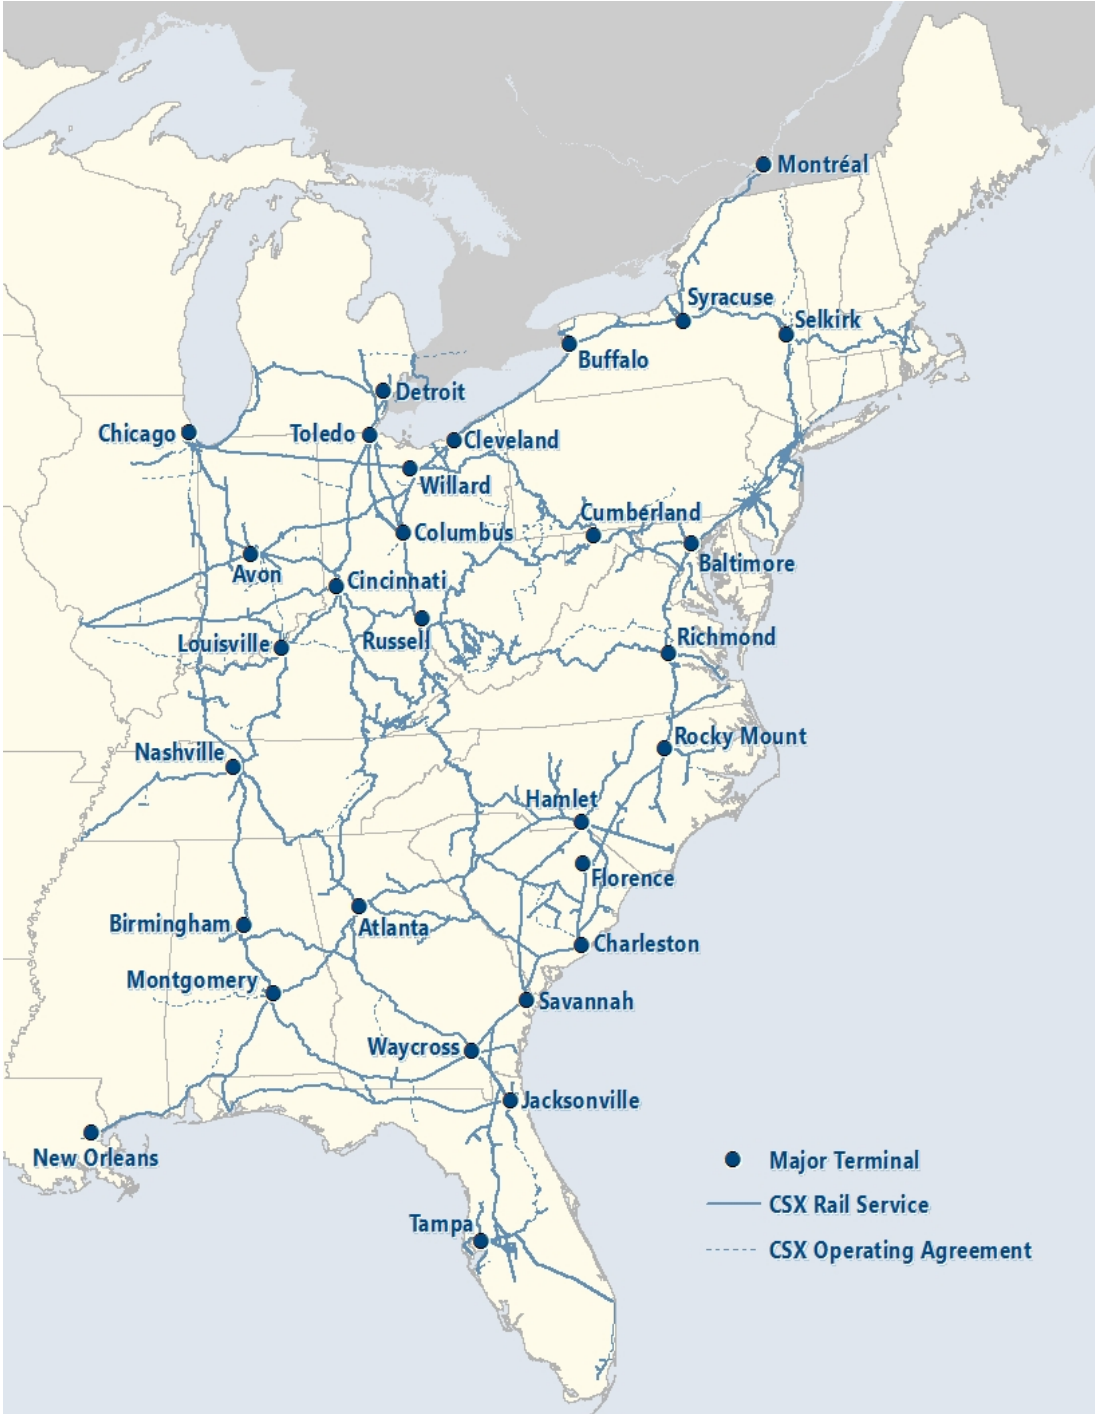 Montréal
Syracuse
Selkirk
Buffalo
Detroit
Chicago
Toledo
Cleveland
Willard
Cumberland
Columbus
Baltimore
Avon
Cincinnati
Louisville
Russell
Richmond
Rocky Mount
Nashville
Hamlet
Florence
Birmingham
Atlanta
Charleston
Montgomery
Savannah
Waycross
Jacksonville
New Orleans
Major Terminal
CSX Rail Service
Tampa
CSX Operating Agreement